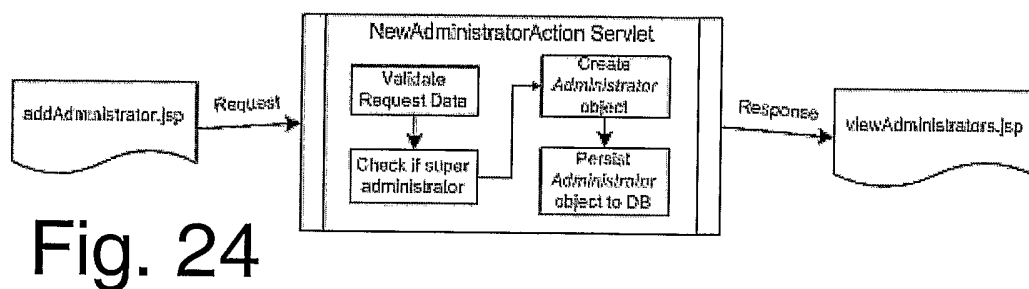 NewAdministratorAction Servlet
addAdministrator.jsp
Request
Validate
Request Data
Check if super
administrator
Create
Administrator
object
Persist
Administrator
object to DB
Response
viewAdministrators.jsp
Fig. 24